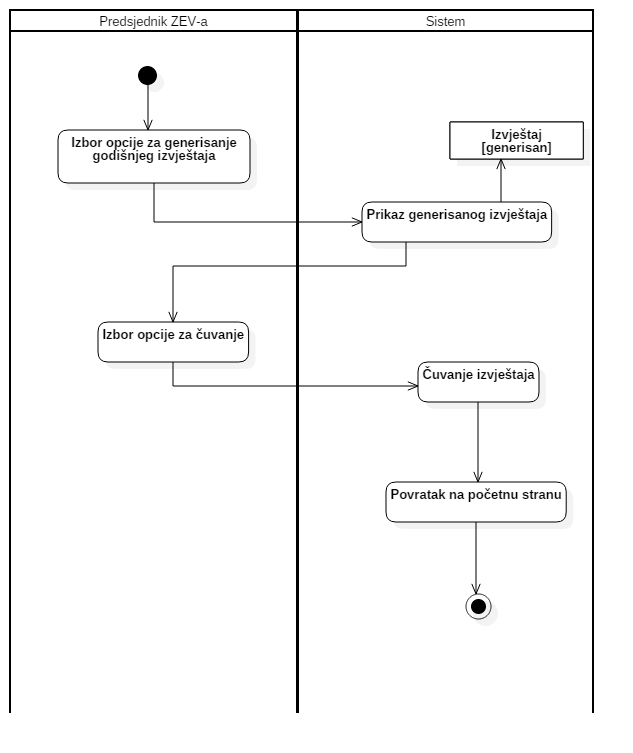 Predsjednik ZEV-a
Sistem
Izbor opcije za generisanje
godišnjeg izvještaja
Izvještaj
[generisan]
Prikaz generisanog izvještaja
Izbor opcije za čuvanje
Čuvanje izvještaja
Povratak na početnu stranu